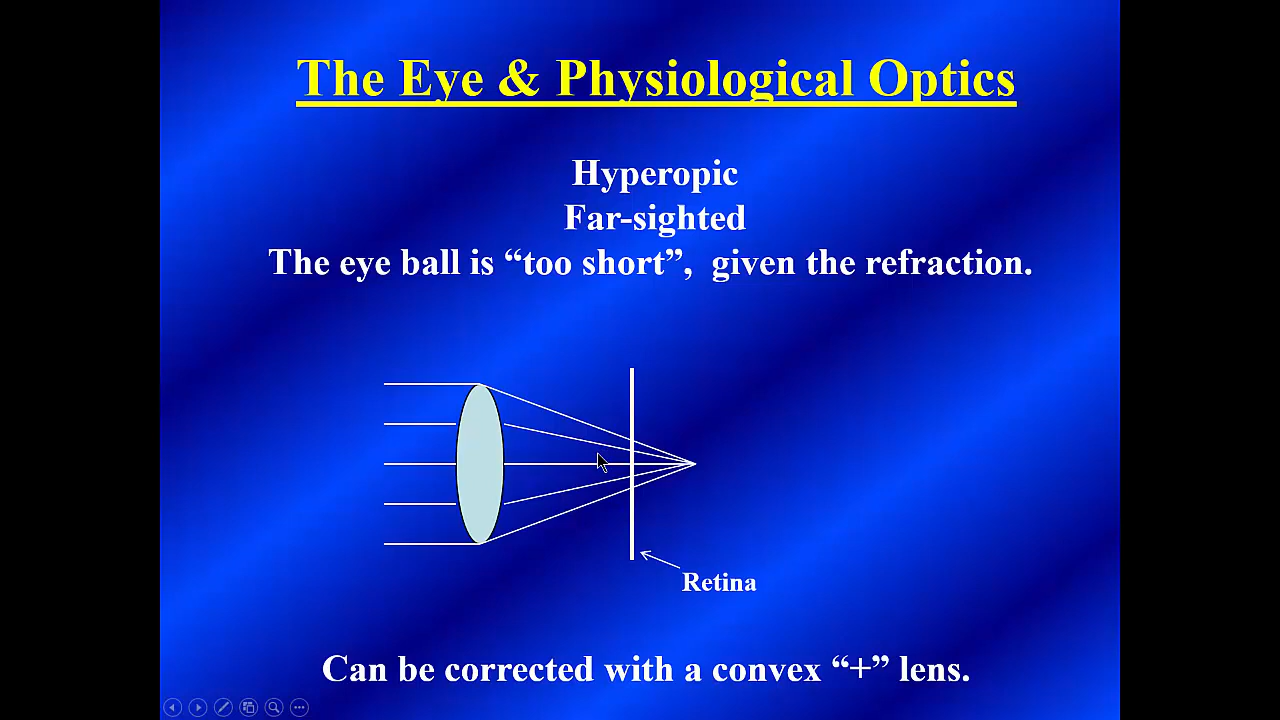 The Eye & Physiological Optics
Hyperopic
Far-sighted
The eye ball is “too short”,  given the refraction.
Retina
Can be corrected with a convex “+” lens.